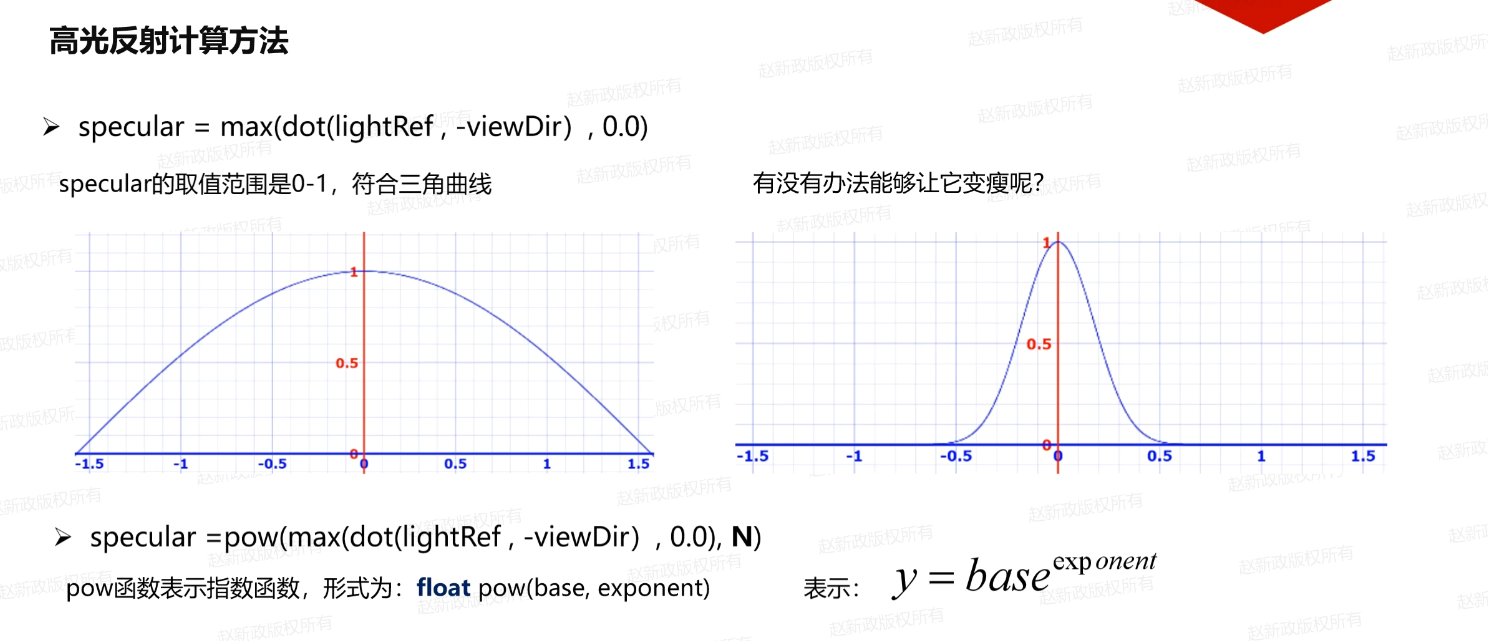 高光反射计算方法
➢ specular = max(dot(lightRef , -viewDir) , 0.0)
specular的取值范围是0-1，符合三角曲线
有没有办法能够让它变瘦呢？
1
0.5
0
-1.5 -1 -0.5 0 0.5 1 1.5
1
0.5
0
-1.5 -1 -0.5 0 0.5 1 1.5
➢ specular =pow(max(dot(lightRef , -viewDir) , 0.0), N)
pow函数表示指数函数，形式为：float pow(base, exponent)
表示： y = base^exponent
赵新政版权所有